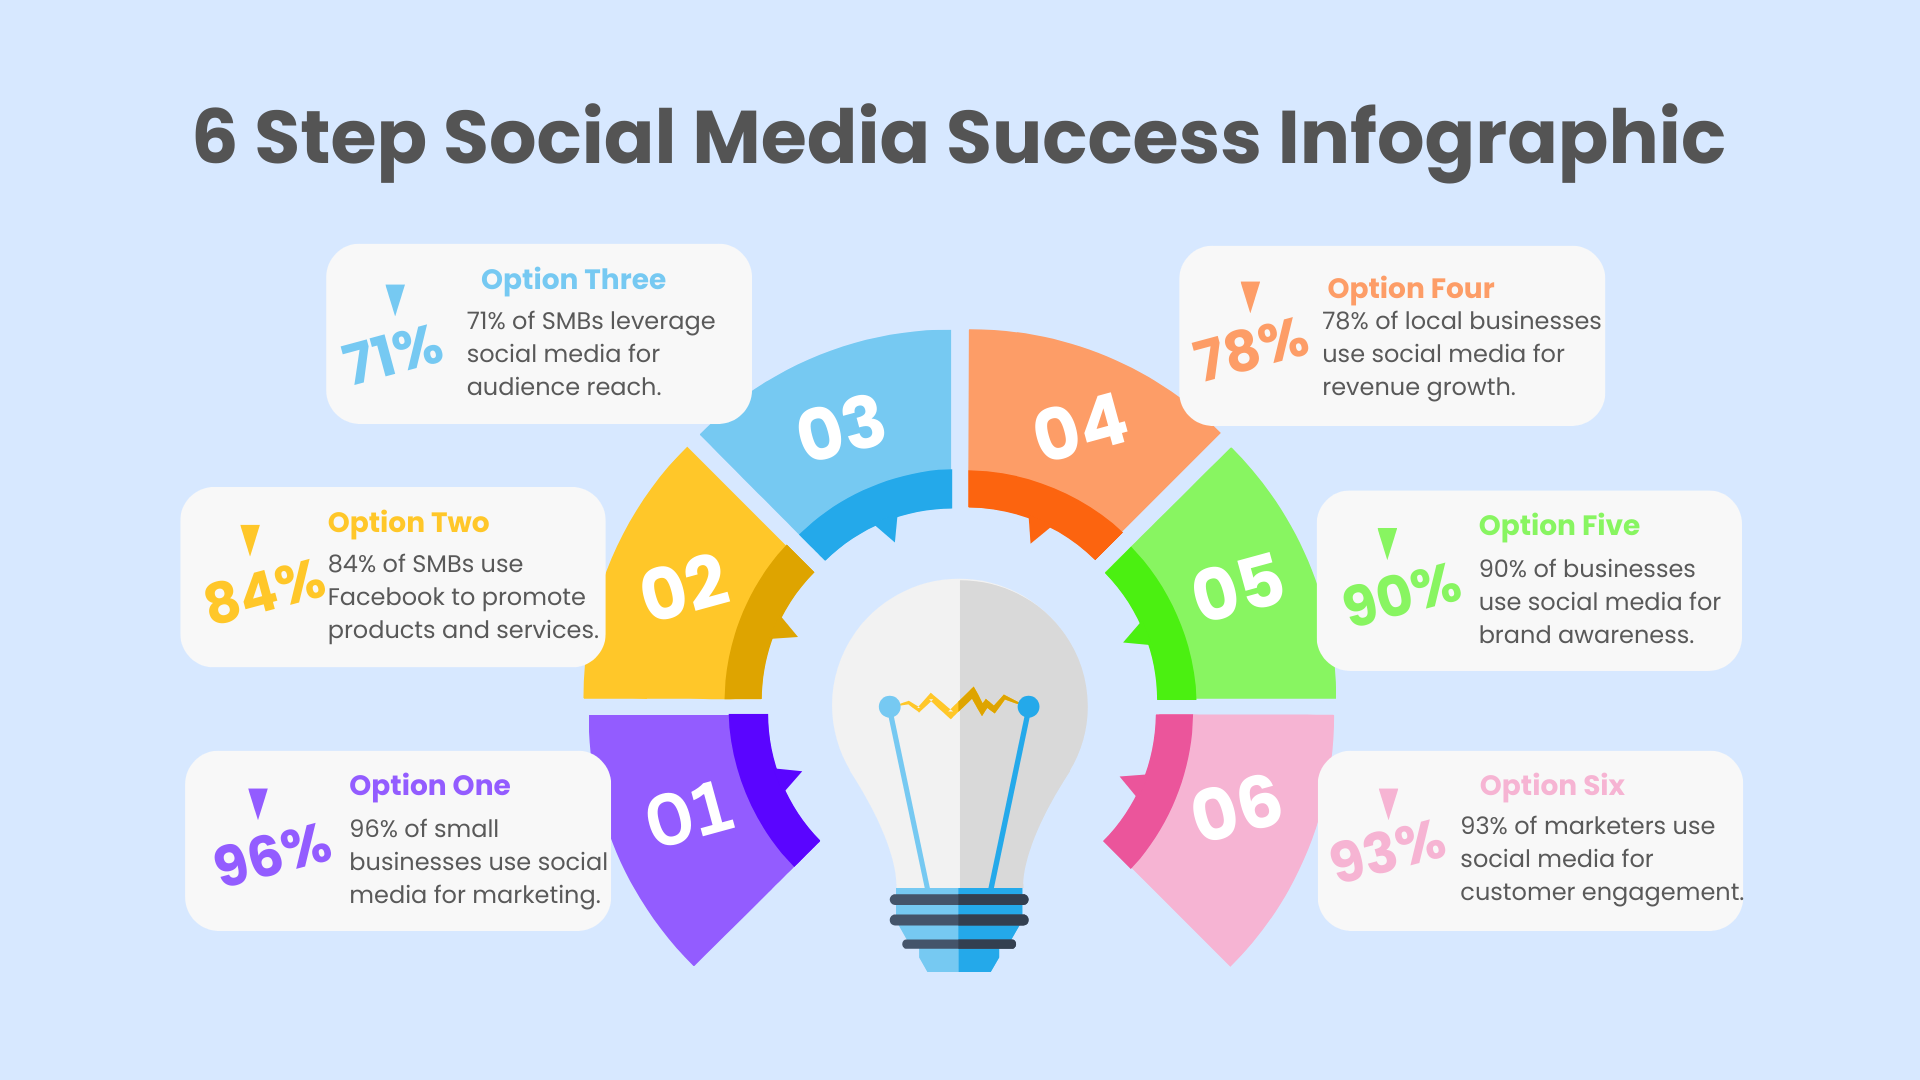 6 Step Social Media Success Infographic
Option Three
71%
71% of SMBs leverage
social media for
audience reach.
Option Four
78%
78% of local businesses
use social media for
revenue growth.
03
04
Option Two
84%
84% of SMBs use
Facebook to promote
products and services.
02
05
Option Five
90%
90% of businesses
use social media for
brand awareness.
Option One
96%
96% of small
businesses use social
media for marketing.
01
06
Option Six
93%
93% of marketers use
social media for
customer engagement.